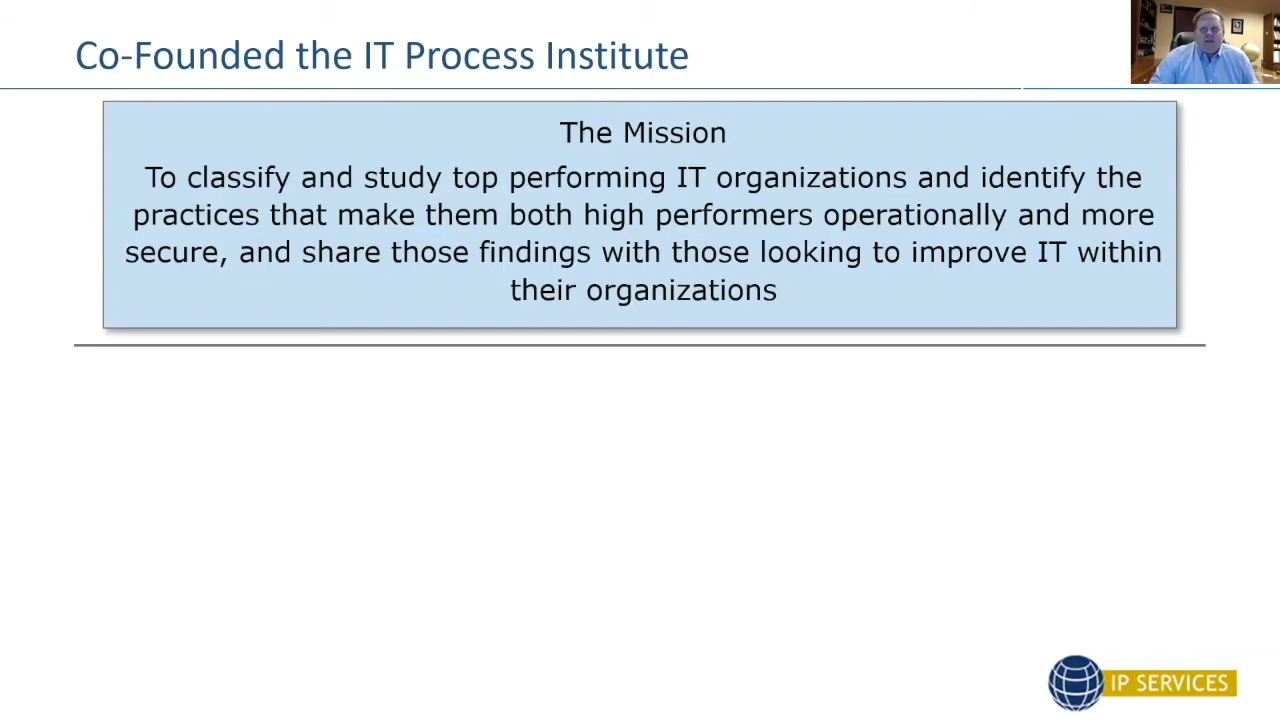 Co-Founded the IT Process Institute
The Mission
To classify and study top performing IT organizations and identify the
practices that make them both high performers operationally and more
secure, and share those findings with those looking to improve IT within
their organizations
IP SERVICES